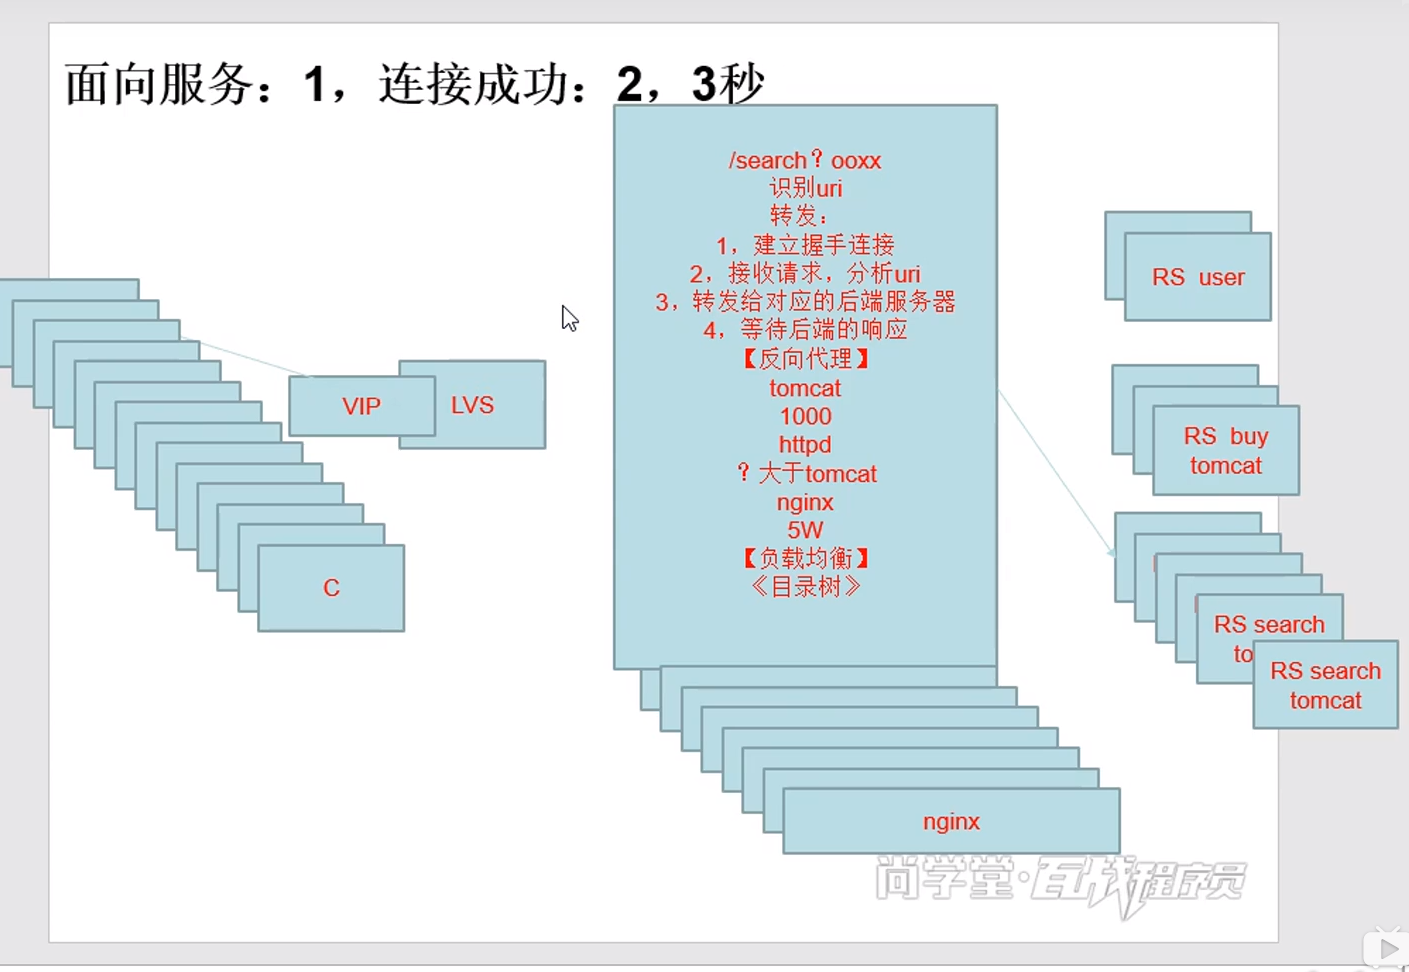 面向服务：1，连接成功：2，3秒
/search？ooxx
识别uri
转发：
1，建立握手连接
2，接收请求，分析uri
3，转发给对应的后端服务器
4，等待后端的响应
【反向代理】
tomcat
1000
httpd
？大于tomcat
nginx
5W
【负载均衡】
《目录树》
VIP
LVS
C
nginx
RS user
RS buy
tomcat
RS search
to
RS search
tomcat
尚学堂·百战程序员